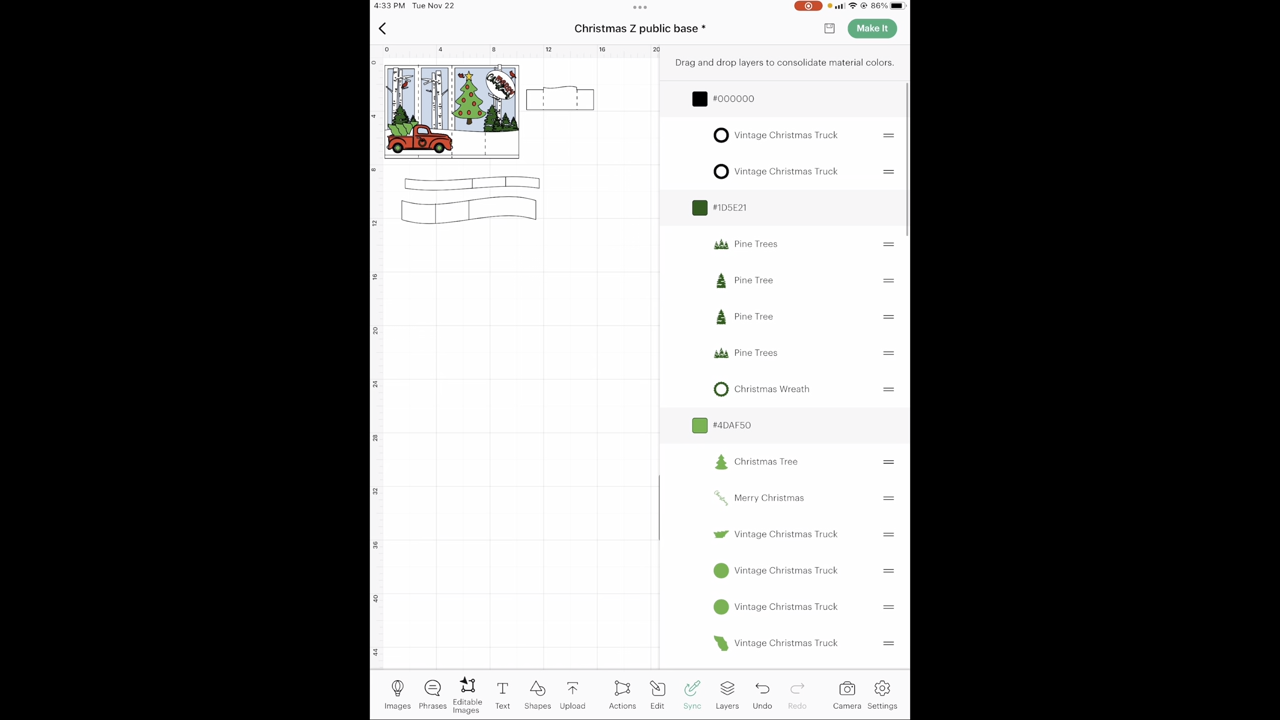 4:33 PM Tue Nov 22
86%
Christmas Z public base *
Make It
0 4 8 12 16 20
0
4
8
12
16
20
24
28
32
36
40
44
Drag and drop layers to consolidate material colors.
#000000
Vintage Christmas Truck
Vintage Christmas Truck
#1D5E21
Pine Trees
Pine Tree
Pine Tree
Pine Trees
Christmas Wreath
#4DAF50
Christmas Tree
Merry Christmas
Vintage Christmas Truck
Vintage Christmas Truck
Vintage Christmas Truck
Vintage Christmas Truck
Images
Phrases
Editable
Images
Text
Shapes
Upload
Actions
Edit
Sync
Layers
Undo
Redo
Camera
Settings